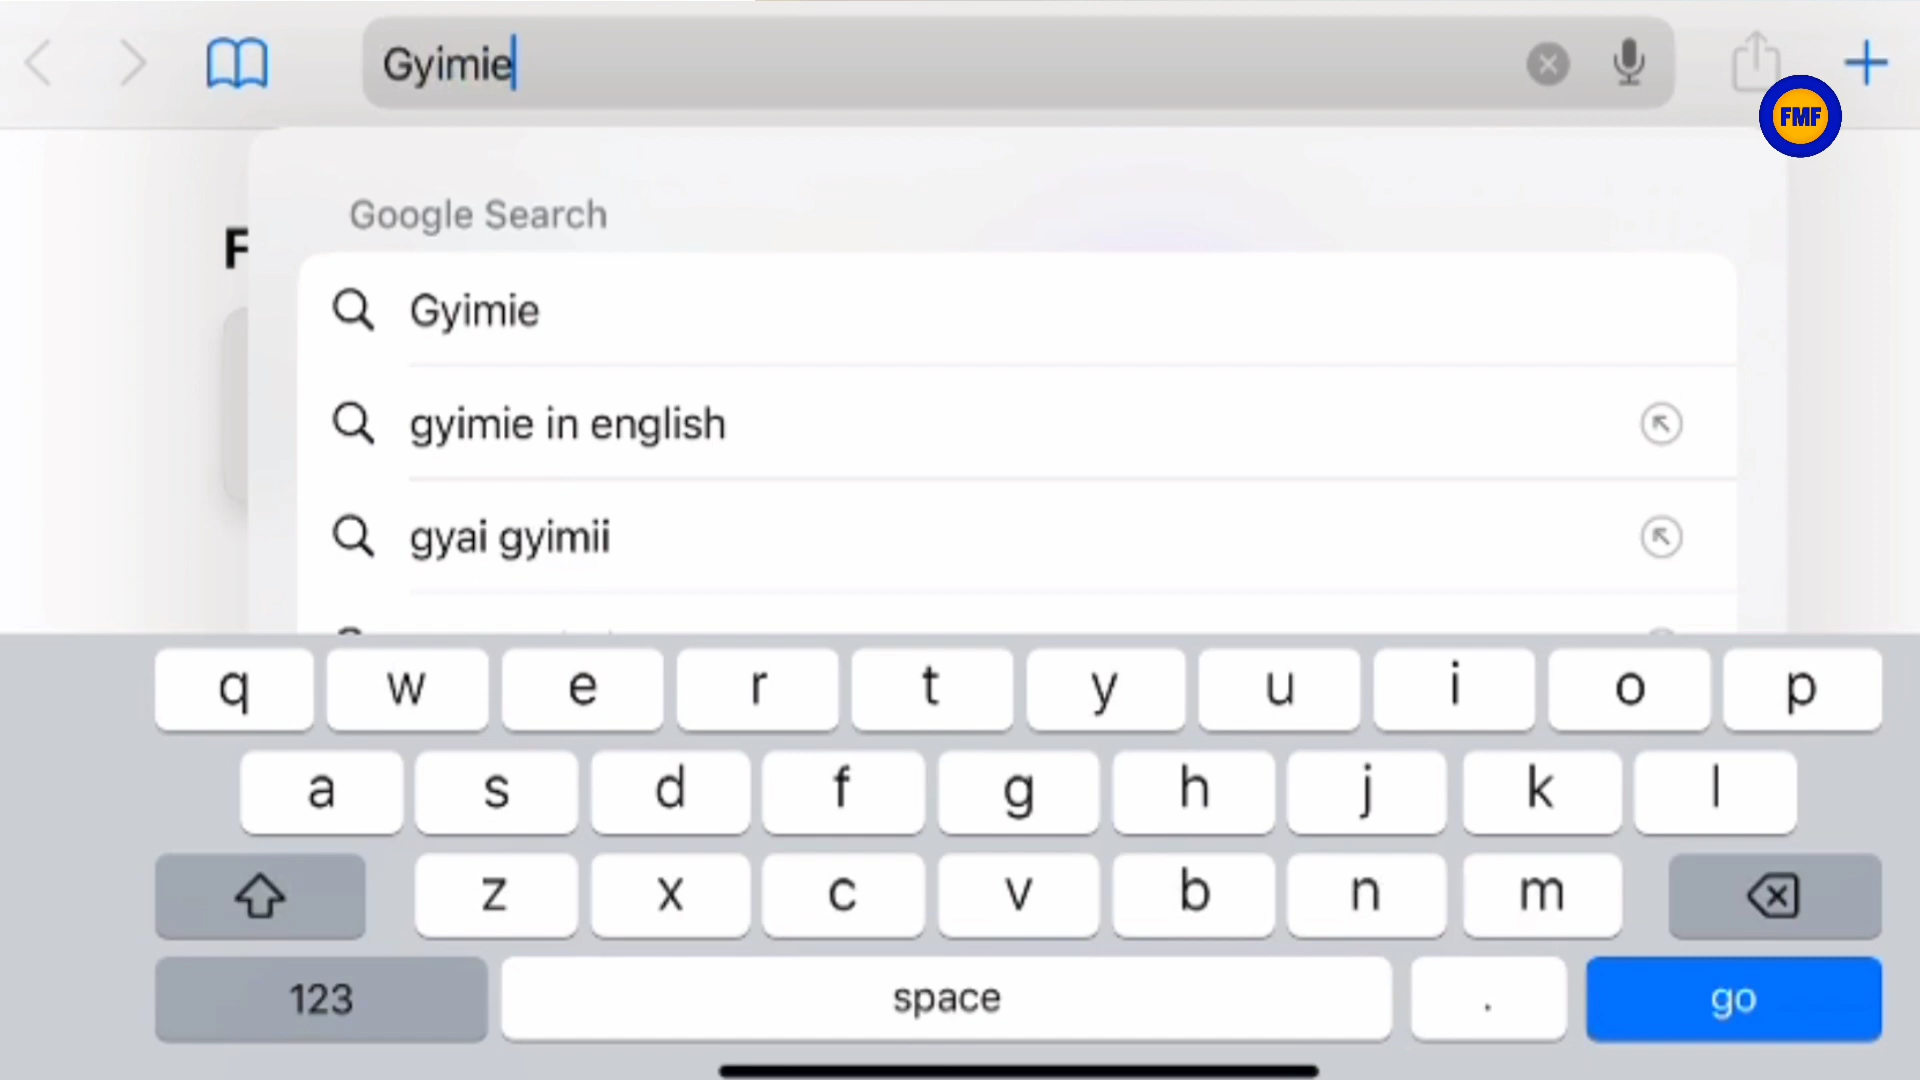 Gyimie
FMF
Google Search
F
Gyimie
gyimie in english
gyai gyimii
q w e r t y u i o p
a s d f g h j k l
z x c v b n m
123 space . go